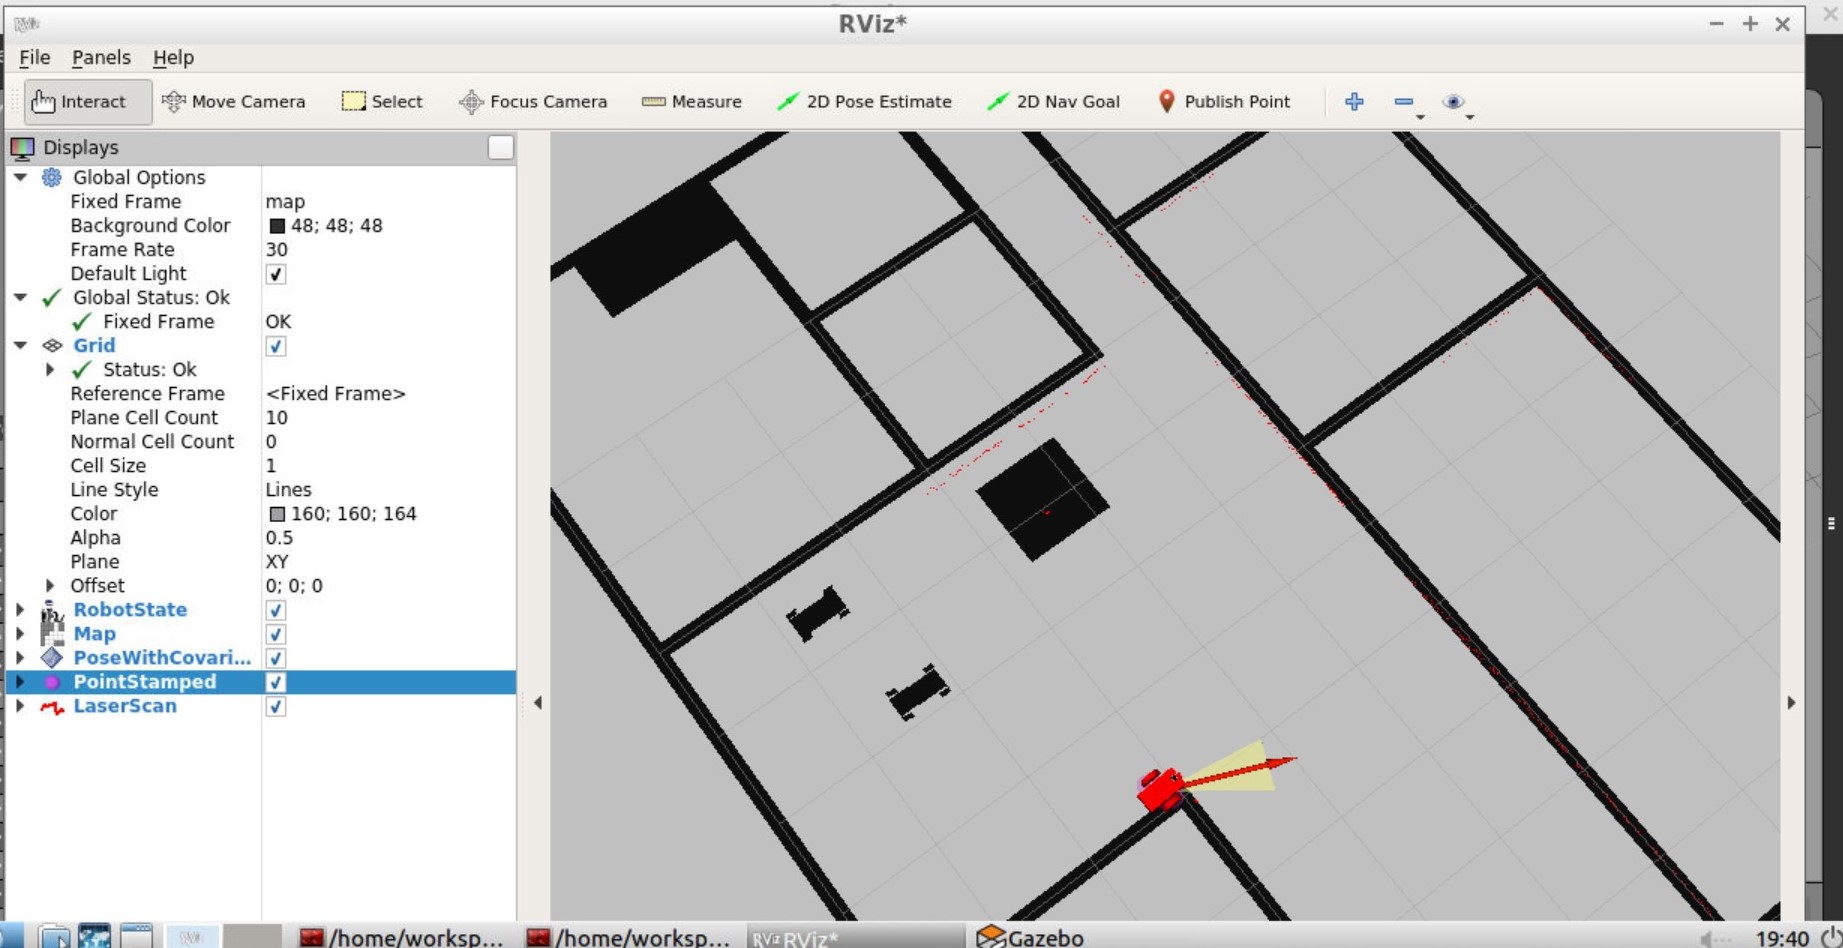 RViz*
File Panels Help
Interact Move Camera Select Focus Camera Measure 2D Pose Estimate 2D Nav Goal Publish Point
Displays
Global Options
Fixed Frame map
Background Color 48; 48; 48
Frame Rate 30
Default Light
Global Status: Ok
Fixed Frame OK
Grid
Status: Ok
Reference Frame <Fixed Frame>
Plane Cell Count 10
Normal Cell Count 0
Cell Size 1
Line Style Lines
Color 160; 160; 164
Alpha 0.5
Plane XY
Offset 0; 0; 0
RobotState
Map
PoseWithCovari...
PointStamped
LaserScan
/home/worksp... /home/worksp... RViz RViz* Gazebo 19:40